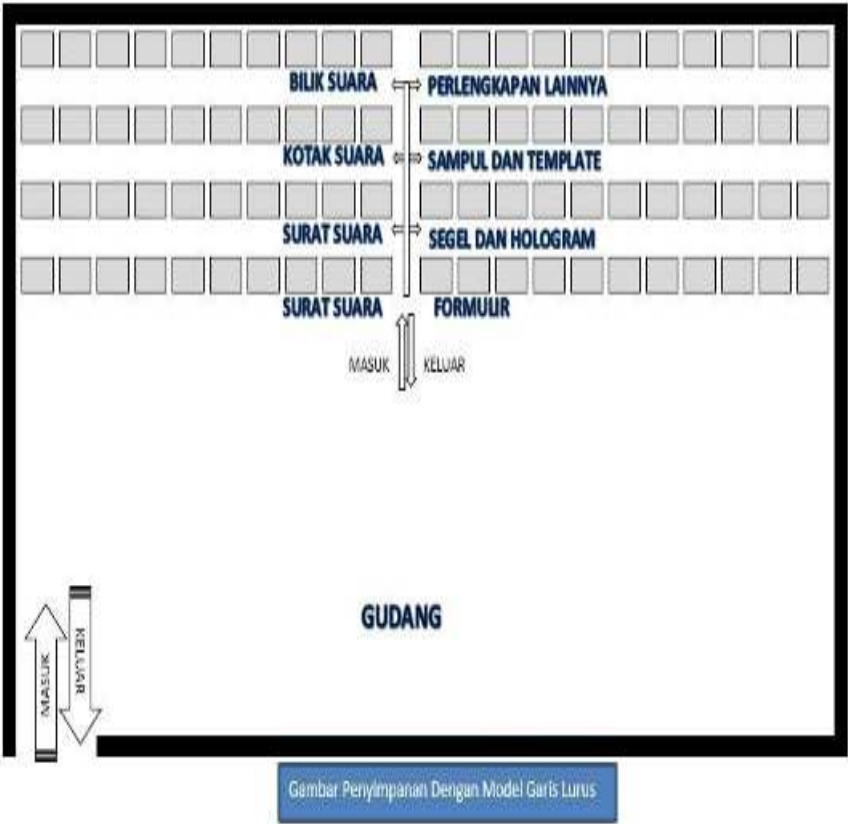 BILIK SUARA PERLENGKAPAN LAINNYA
KOTAK SUARA SAMPUL DAN TEMPLATE
SURAT SUARA SEGEL DAN HOLOGRAM
SURAT SUARA FORMULIR
MASUK KELUAR
GUDANG
MASUK
KELUAR
Gambar Penyimpanan Dengan Model Garis Lurus